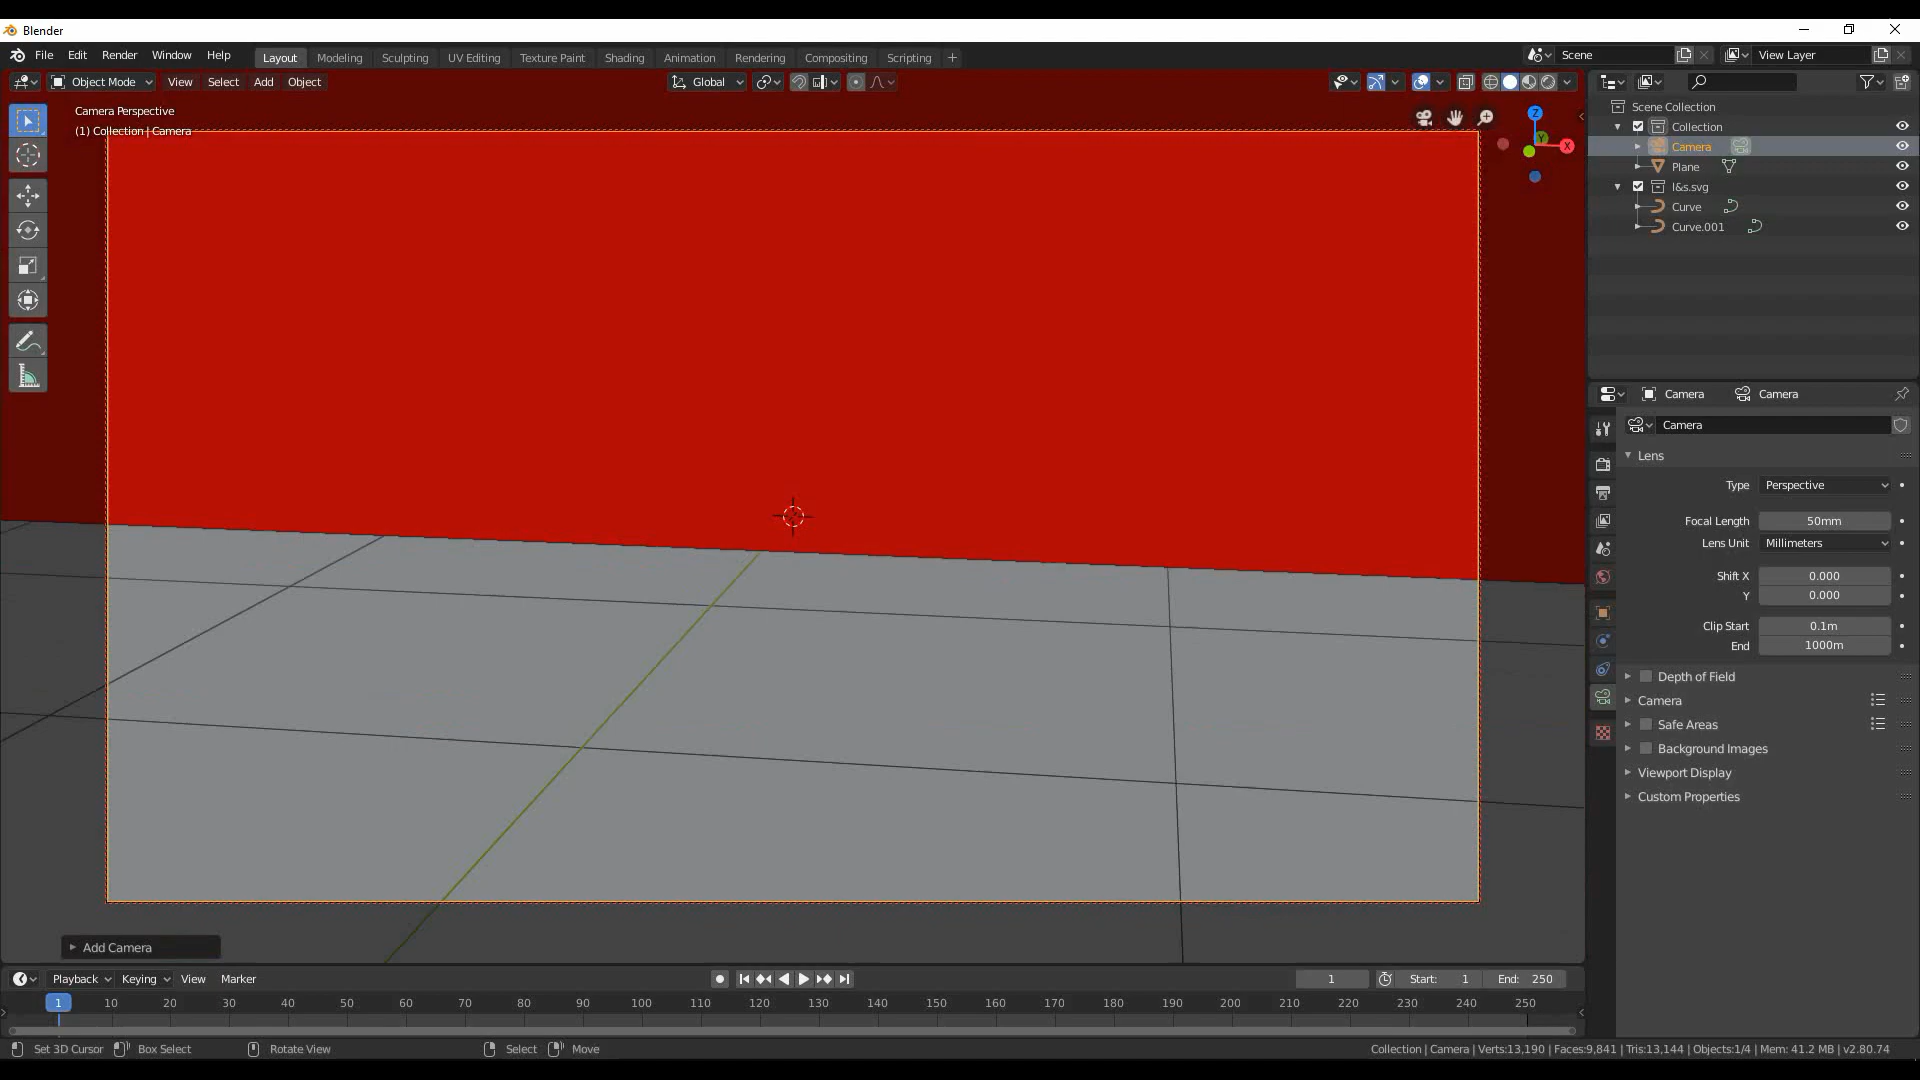 Blender
File Edit Render Window Help Layout Modeling Sculpting UV Editing Texture Paint Shading Animation Rendering Compositing Scripting + Scene View Layer
Object Mode View Select Add Object Global
Camera Perspective
(1) Collection | Camera
Z
Y
X
Scene Collection
Collection
Camera
Plane
l&s.svg
Curve
Curve.001
Camera Camera
Camera
Lens
Type Perspective
Focal Length 50mm
Lens Unit Millimeters
Shift X 0.000
Y 0.000
Clip Start 0.1m
End 1000m
Depth of Field
Camera
Safe Areas
Background Images
Viewport Display
Custom Properties
Add Camera
Playback Keying View Marker 1 Start: 1 End: 250
1 10 20 30 40 50 60 70 80 90 100 110 120 130 140 150 160 170 180 190 200 210 220 230 240 250
Set 3D Cursor Box Select Rotate View Select Move Collection | Camera | Verts:13,190 | Faces:9,841 | Tris:13,144 | Objects:1/4 | Mem: 41.2 MB | v2.80.74